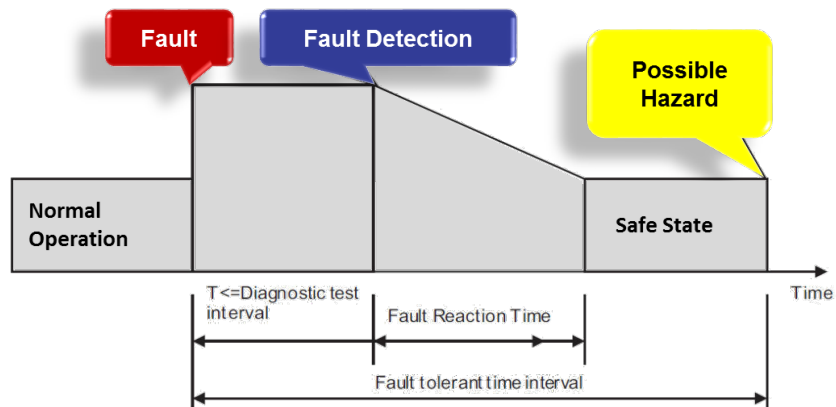 Fault
Fault Detection
Possible
Hazard
Normal
Operation
Safe State
Time
T<=Diagnostic test
interval
Fault Reaction Time
Fault tolerant time interval